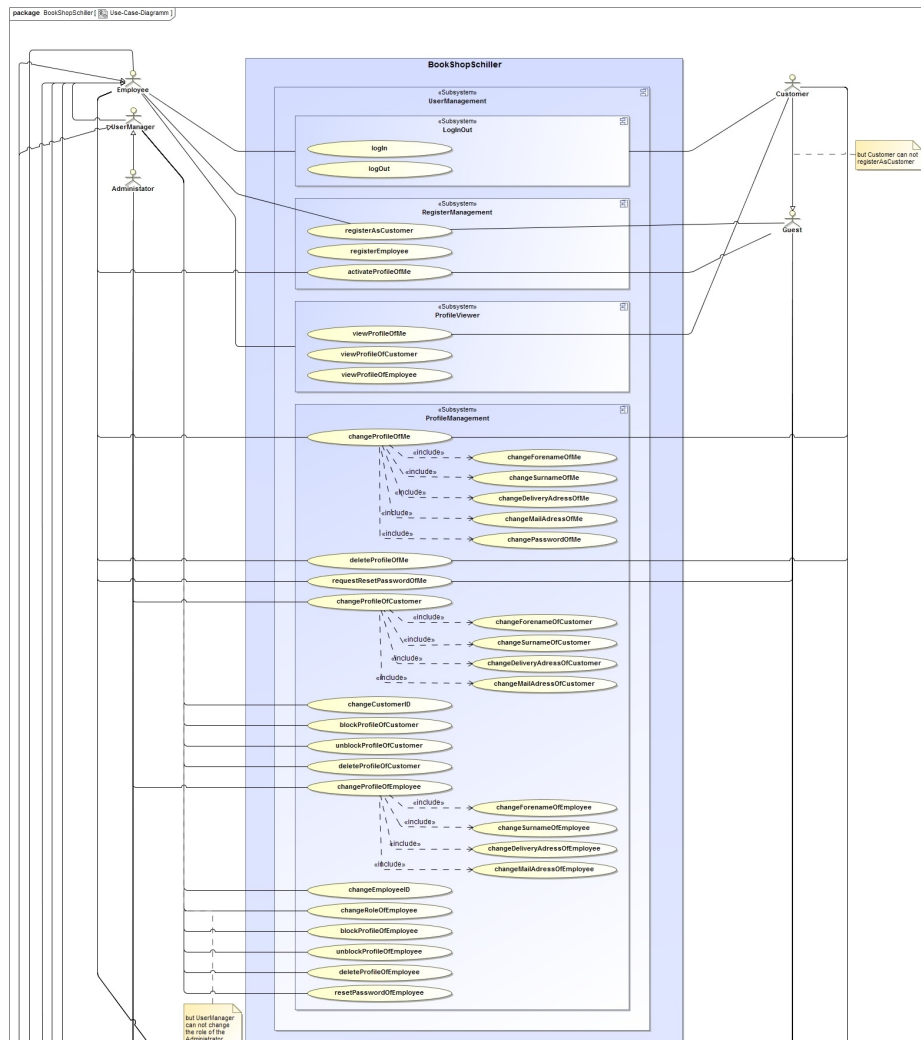 package BookShopSchiller [ Use-Case-Diagramm ]
BookShopSchiller
Employee
UserManager
Administator
Customer
but Customer can not
registerAsCustomer
Guest
«Subsystem»
UserManagement
«Subsystem»
LogInOut
logIn
logOut
«Subsystem»
RegisterManagement
registerAsCustomer
registerEmployee
activateProfileOfMe
«Subsystem»
ProfileViewer
viewProfileOfMe
viewProfileOfCustomer
viewProfileOfEmployee
«Subsystem»
ProfileManagement
changeProfileOfMe
«include»
changeForenameOfMe
«include»
changeSurnameOfMe
«include»
changeDeliveryAdressOfMe
«include»
changeMailAdressOfMe
«include»
changePasswordOfMe
deleteProfileOfMe
requestResetPasswordOfMe
changeProfileOfCustomer
«include»
changeForenameOfCustomer
«include»
changeSurnameOfCustomer
«include»
changeDeliveryAdressOfCustomer
«include»
changeMailAdressOfCustomer
changeCustomerID
blockProfileOfCustomer
unblockProfileOfCustomer
deleteProfileOfCustomer
changeProfileOfEmployee
«include»
changeForenameOfEmployee
«include»
changeSurnameOfEmployee
«include»
changeDeliveryAdressOfEmployee
«include»
changeMailAdressOfEmployee
changeEmployeeID
changeRoleOfEmployee
blockProfileOfEmployee
unblockProfileOfEmployee
deleteProfileOfEmployee
resetPasswordOfEmployee
but UserManager
can not change
the role of the
Administrator